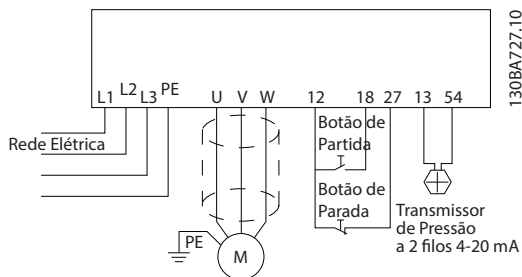 130BA727.10
L1 L2 L3 PE U V W 12 18 27 13 54
Rede Elétrica
Botão de
Partida
Botão de
Parada
PE
M
Transmissor
de Pressão
a 2 filos 4-20 mA